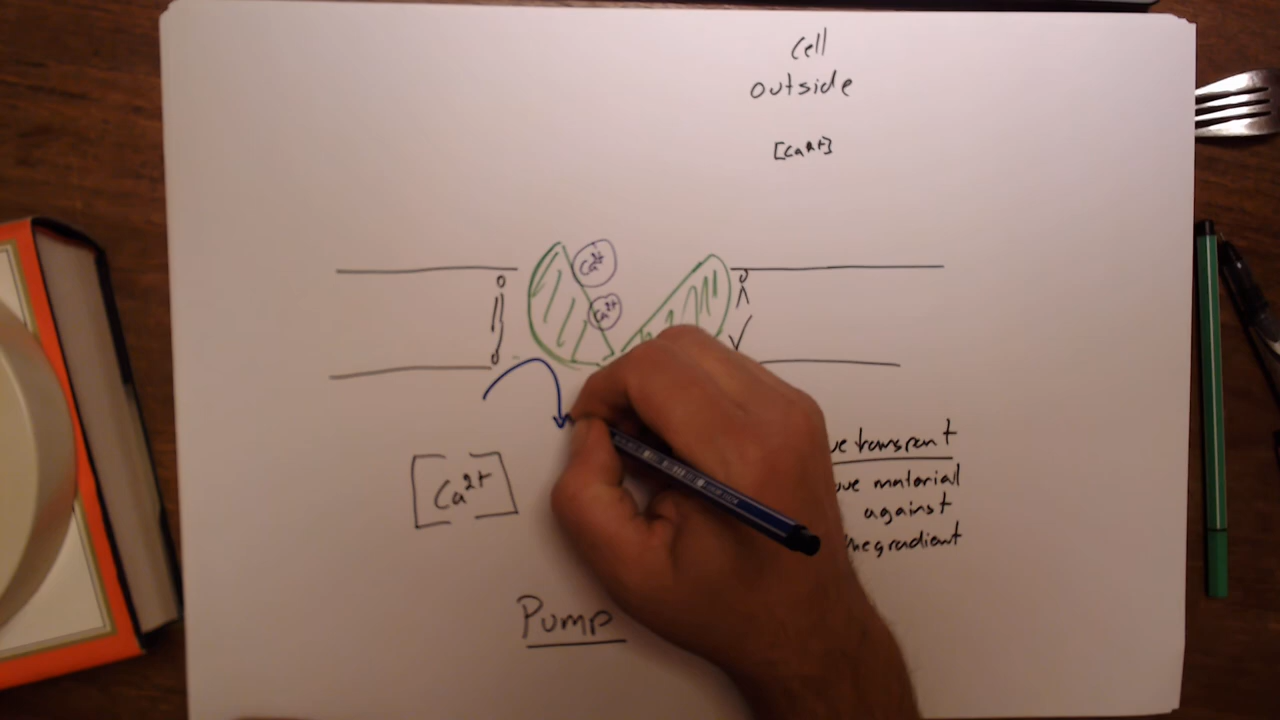 Cell
outside
[Ca2+]
Ca2+
Ca2+
transport
material
[Ca2+]
against
gradient
Pump